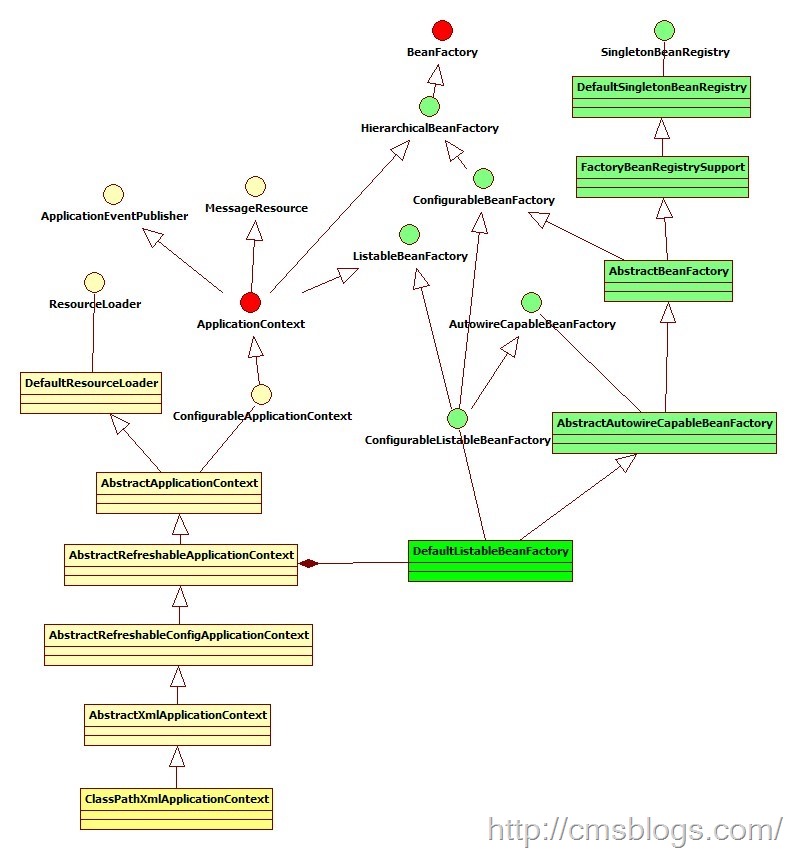 BeanFactory
SingletonBeanRegistry
DefaultSingletonBeanRegistry
HierarchicalBeanFactory
FactoryBeanRegistrySupport
ConfigurableBeanFactory
MessageResource
ApplicationEventPublisher
ListableBeanFactory
AbstractBeanFactory
ResourceLoader
ApplicationContext
AutowireCapableBeanFactory
DefaultResourceLoader
ConfigurableApplicationContext
AbstractAutowireCapableBeanFactory
ConfigurableListableBeanFactory
AbstractApplicationContext
DefaultListableBeanFactory
AbstractRefreshableApplicationContext
AbstractRefreshableConfigApplicationContext
AbstractXmlApplicationContext
ClassPathXmlApplicationContext
http://cmsblogs.com/